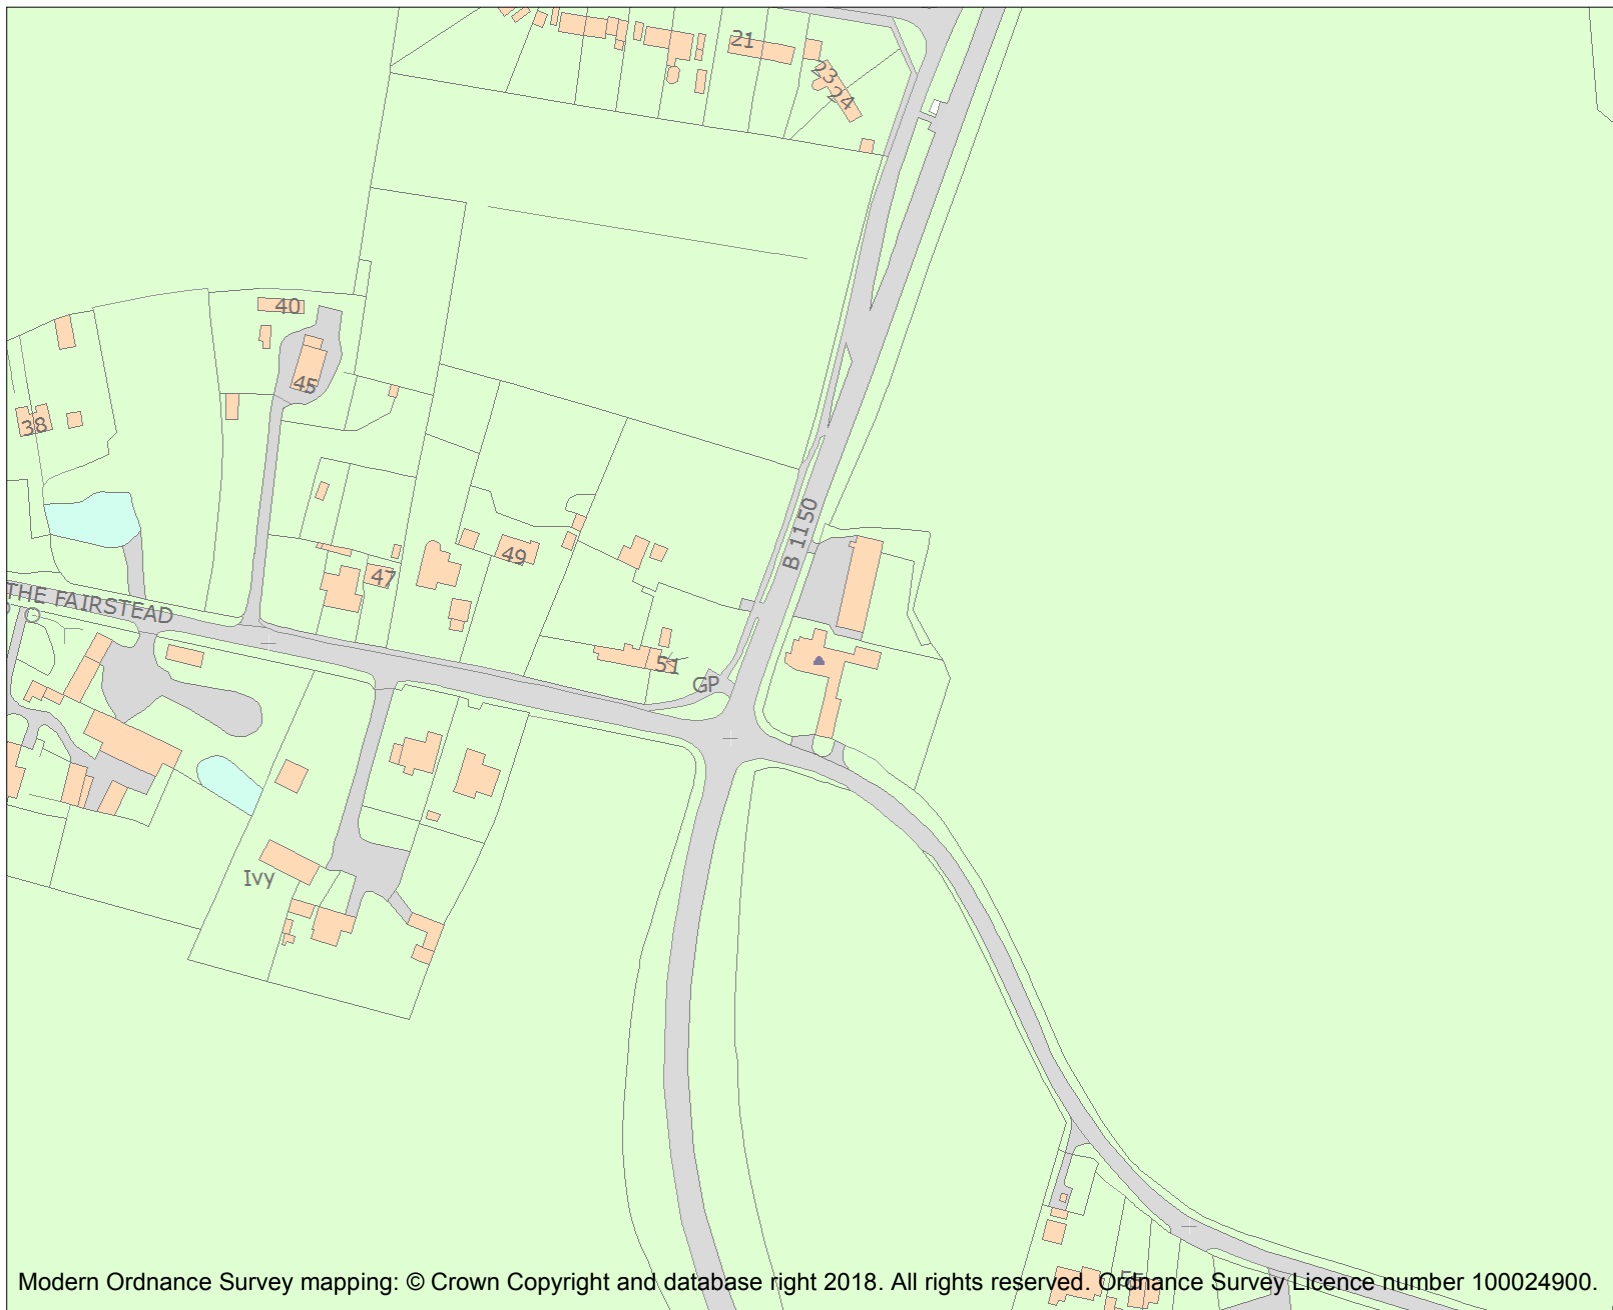 21
23
24
40
45
38
B 1150
49
47
THE FAIRSTEAD
51
GP
Ivy
55
Modern Ordnance Survey mapping: © Crown Copyright and database right 2018. All rights reserved. Ordnance Survey Licence number 100024900.